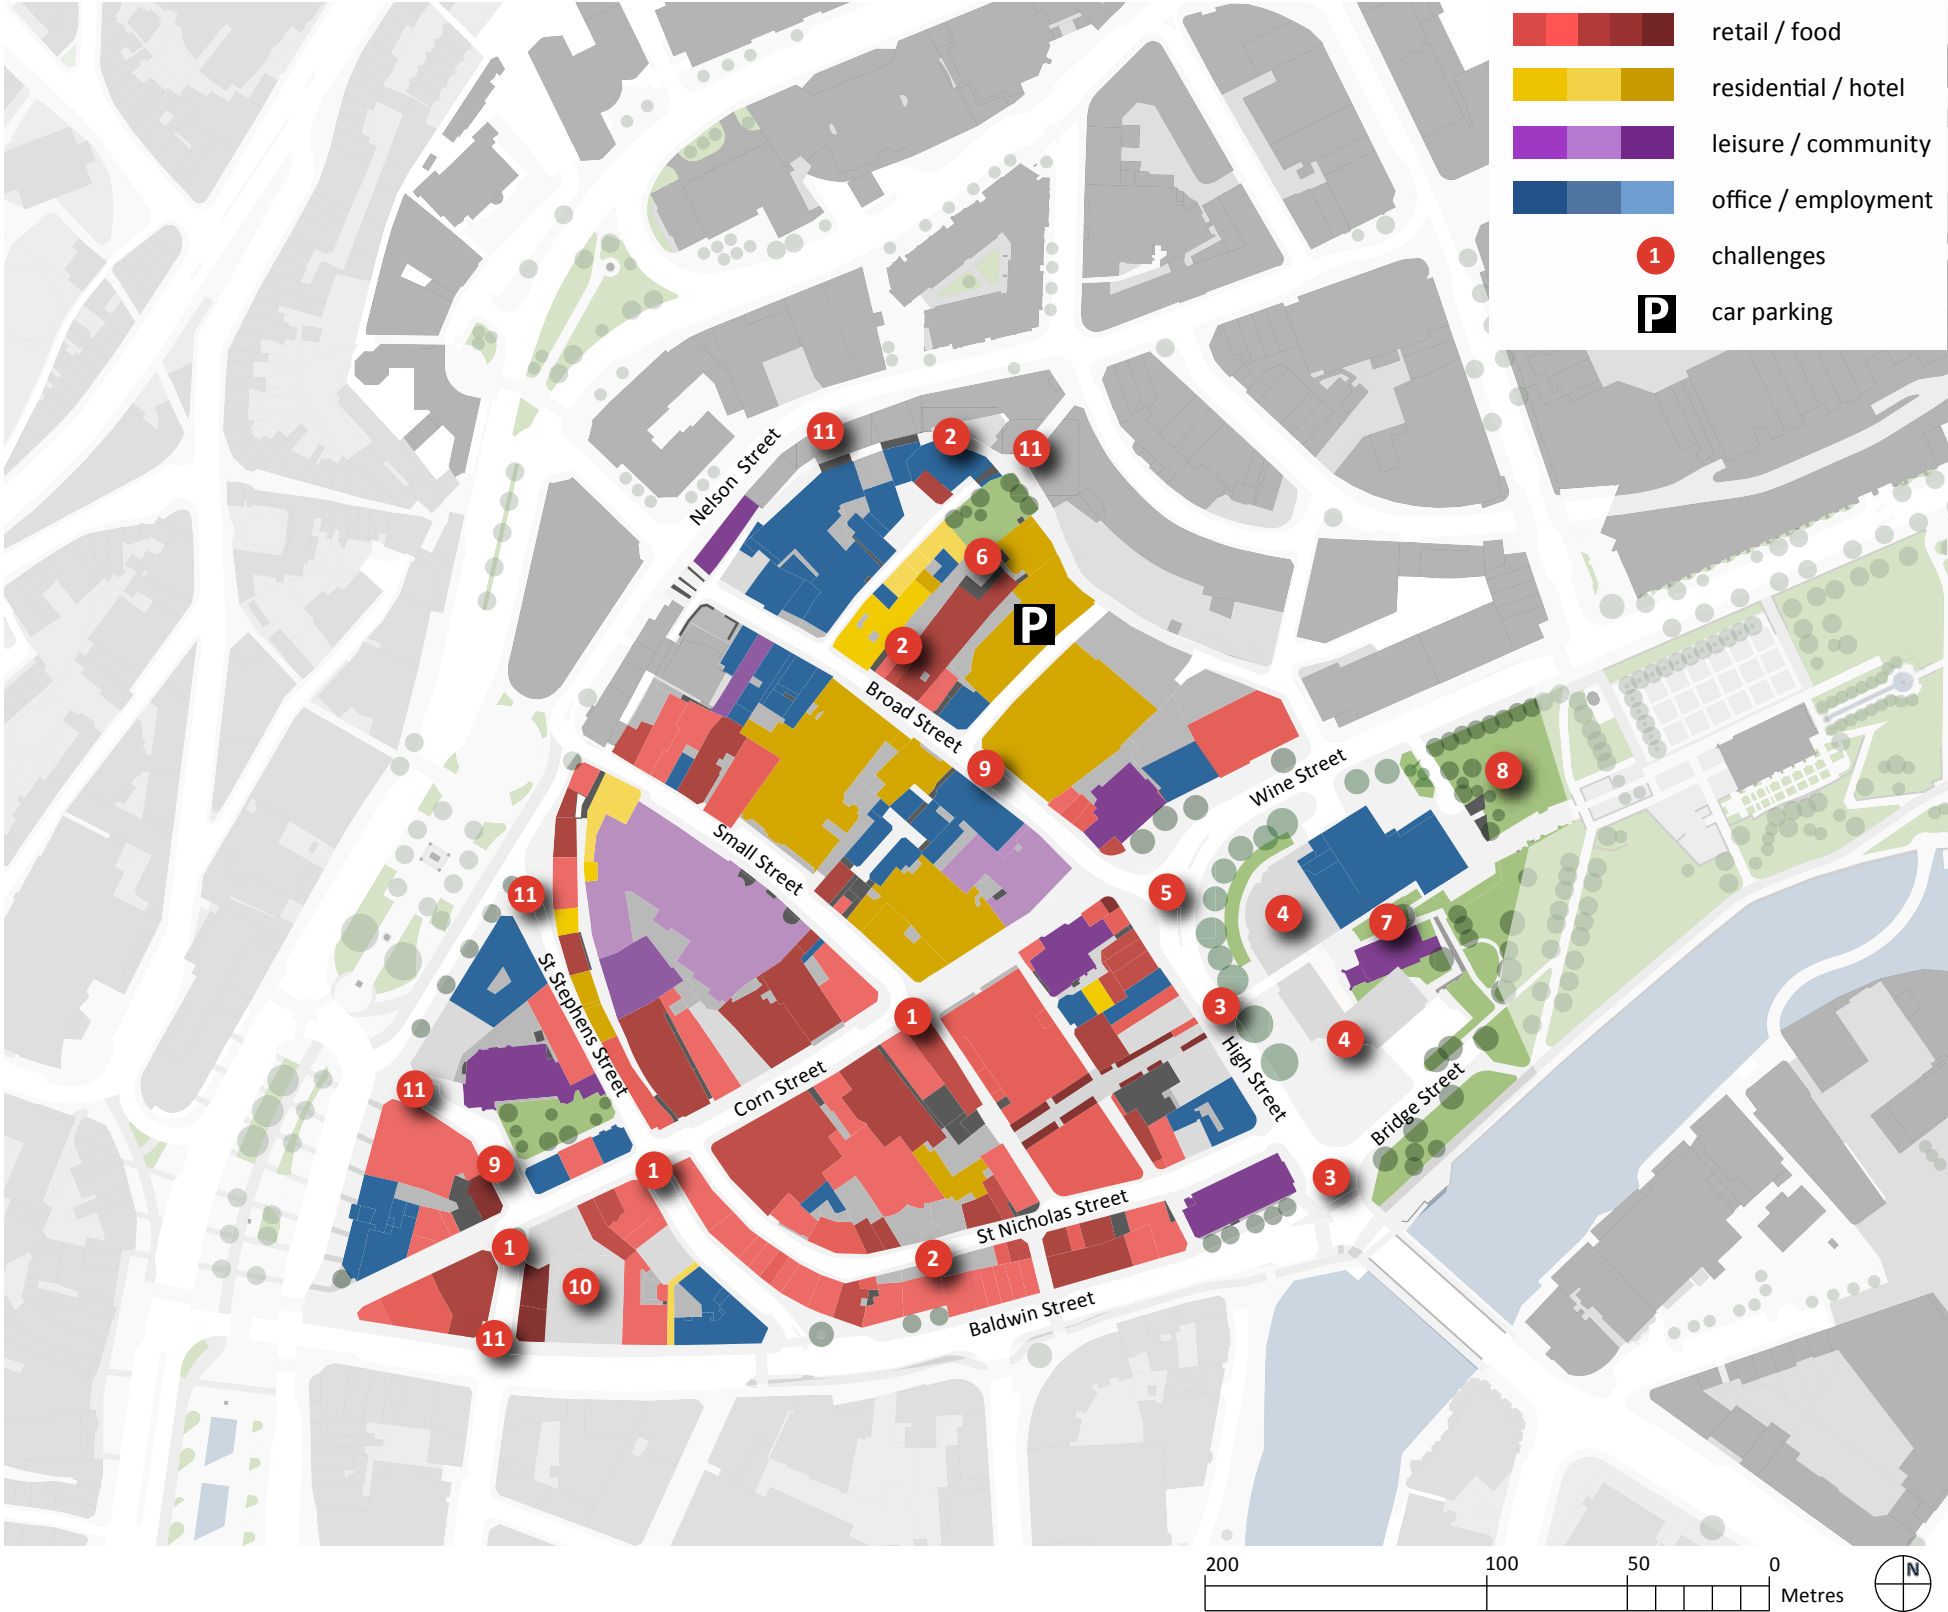 retail / food
residential / hotel
leisure / community
office / employment
1 challenges
P car parking
11
2
11
Nelson Street
6
P
2
Broad Street
9
8
Wine Street
Small Street
11
5
4
7
St Stephens Street
1
3
4
High Street
Corn Street
11
Bridge Street
9
1
3
St Nicholas Street
1
2
10
Baldwin Street
11
200 100 50 0
Metres
N